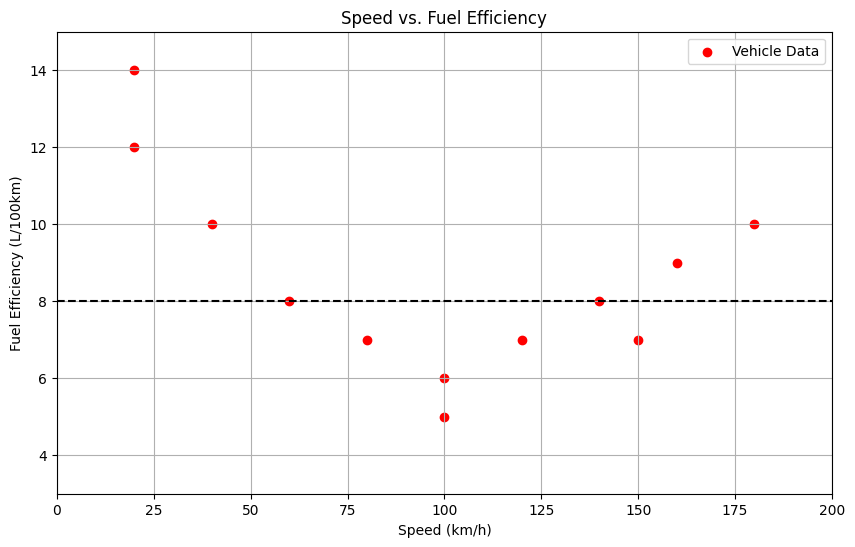 Speed vs. Fuel Efficiency
Vehicle Data
Fuel Efficiency (L/100km)
14
12
10
8
6
4
0 25 50 75 100 125 150 175 200
Speed (km/h)